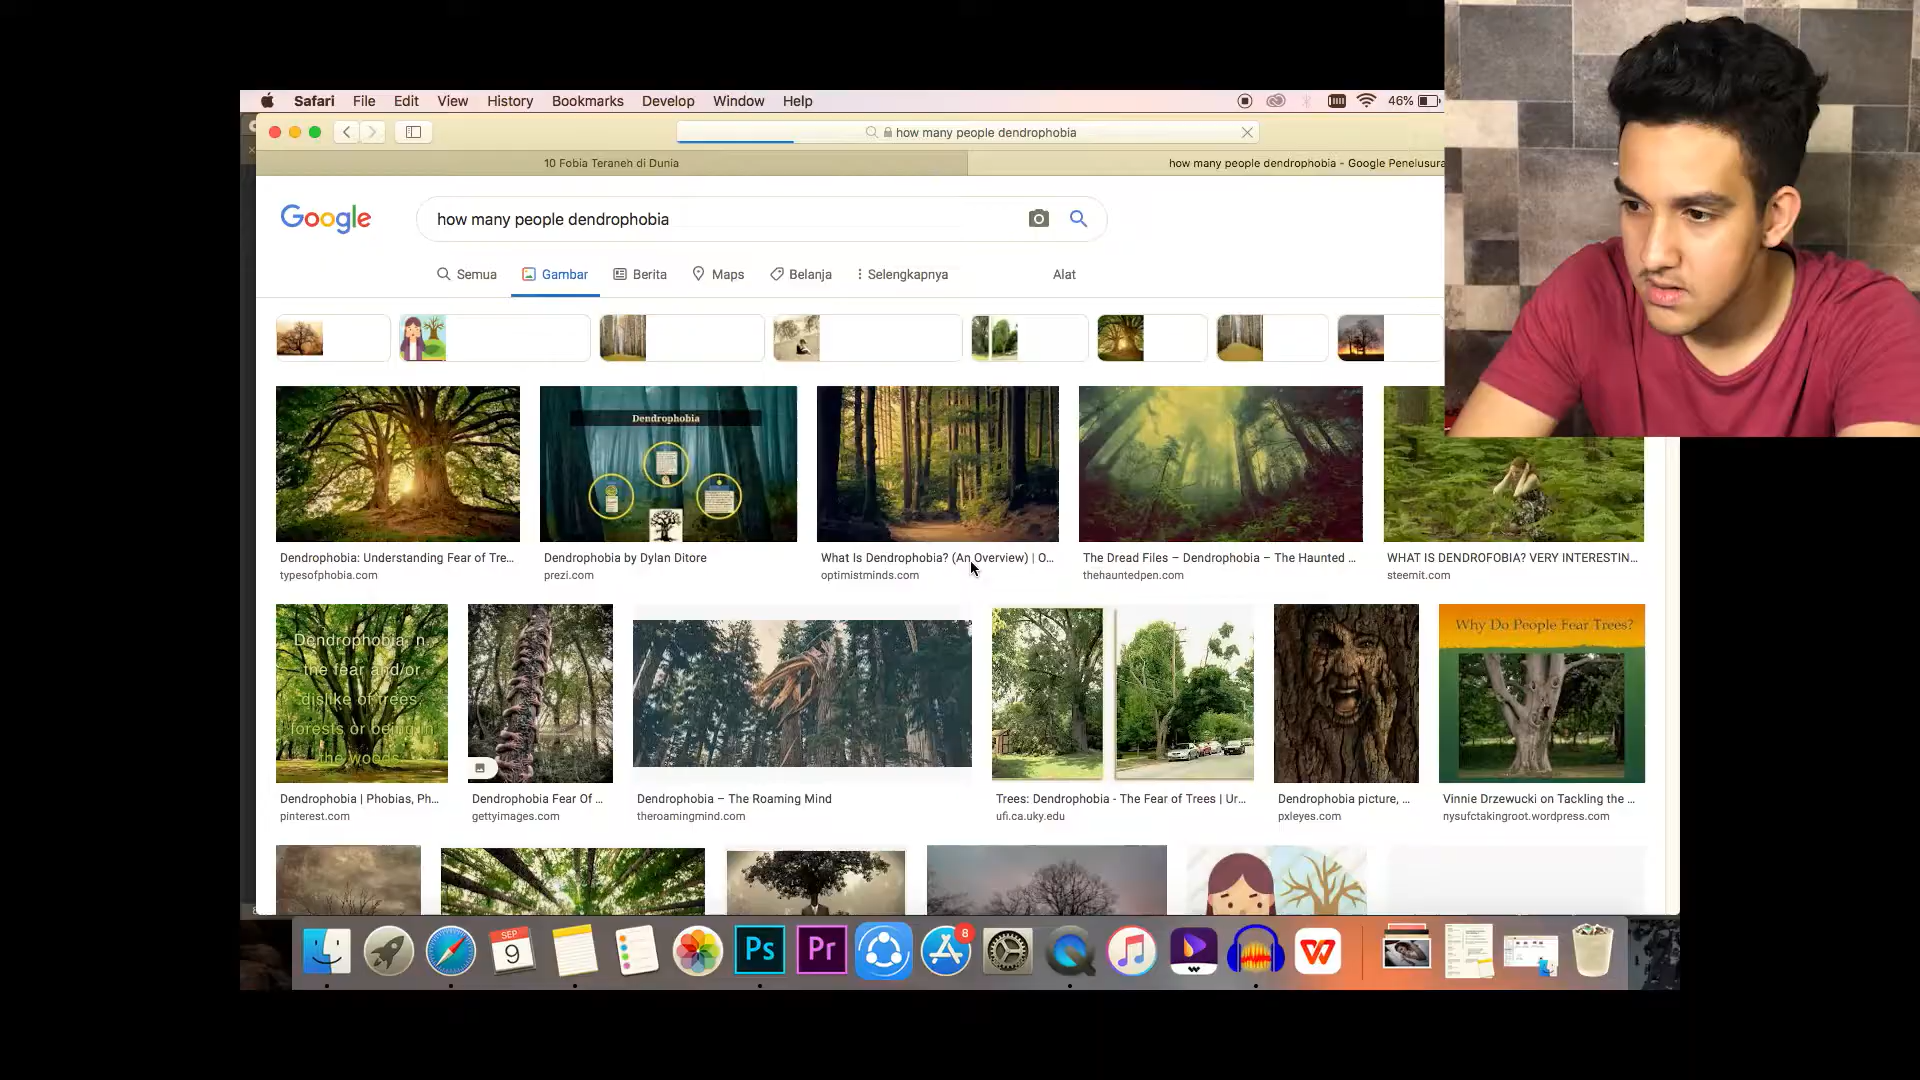 Safari File Edit View History Bookmarks Develop Window Help
46%
how many people dendrophobia
10 Fobia Teraneh di Dunia
how many people dendrophobia - Google Penelusura
Google
how many people dendrophobia
Semua Gambar Berita Maps Belanja Selengkapnya Alat
Dendrophobia
Dendrophobia: Understanding Fear of Tre...
typesofphobia.com
Dendrophobia by Dylan Ditore
prezi.com
What Is Dendrophobia? (An Overview) | O...
optimistminds.com
The Dread Files – Dendrophobia – The Haunted ...
thehauntedpen.com
WHAT IS DENDROFOBIA? VERY INTERESTIN...
steemit.com
Dendrophobia, n.
the fear and/or
dislike of trees,
forests or being in
the woods.
Why Do People Fear Trees?
Dendrophobia | Phobias, Ph...
pinterest.com
Dendrophobia Fear Of ...
gettyimages.com
Dendrophobia – The Roaming Mind
theroamingmind.com
Trees: Dendrophobia - The Fear of Trees | Ur...
ufi.ca.uky.edu
Dendrophobia picture, ...
pxleyes.com
Vinnie Drzewucki on Tackling the ...
nysufctakingroot.wordpress.com
SEP
9
Ps
Pr
8
W